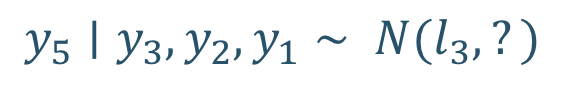 y₅ | y₃, y₂, y₁ ~ N(l₃, ?)